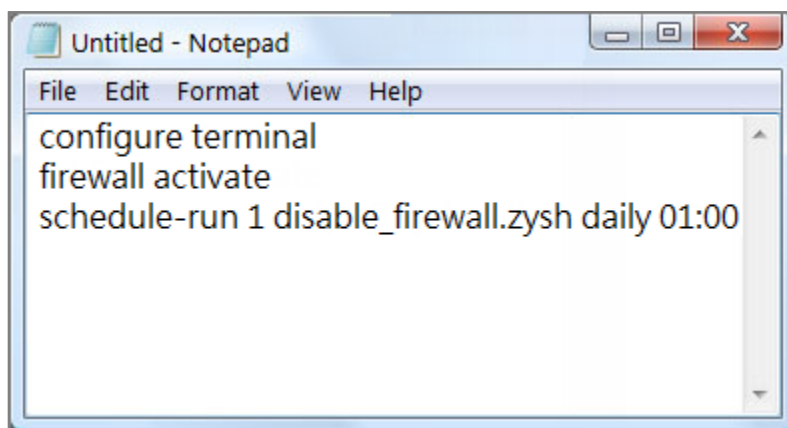 Untitled - Notepad
File Edit Format View Help
configure terminal
firewall activate
schedule-run 1 disable_firewall.zysh daily 01:00